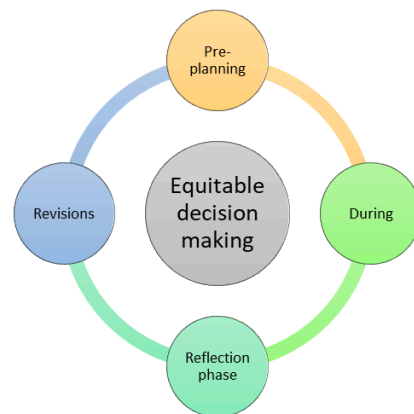 Pre-
planning
Equitable
decision
making
Revisions
During
Reflection
phase